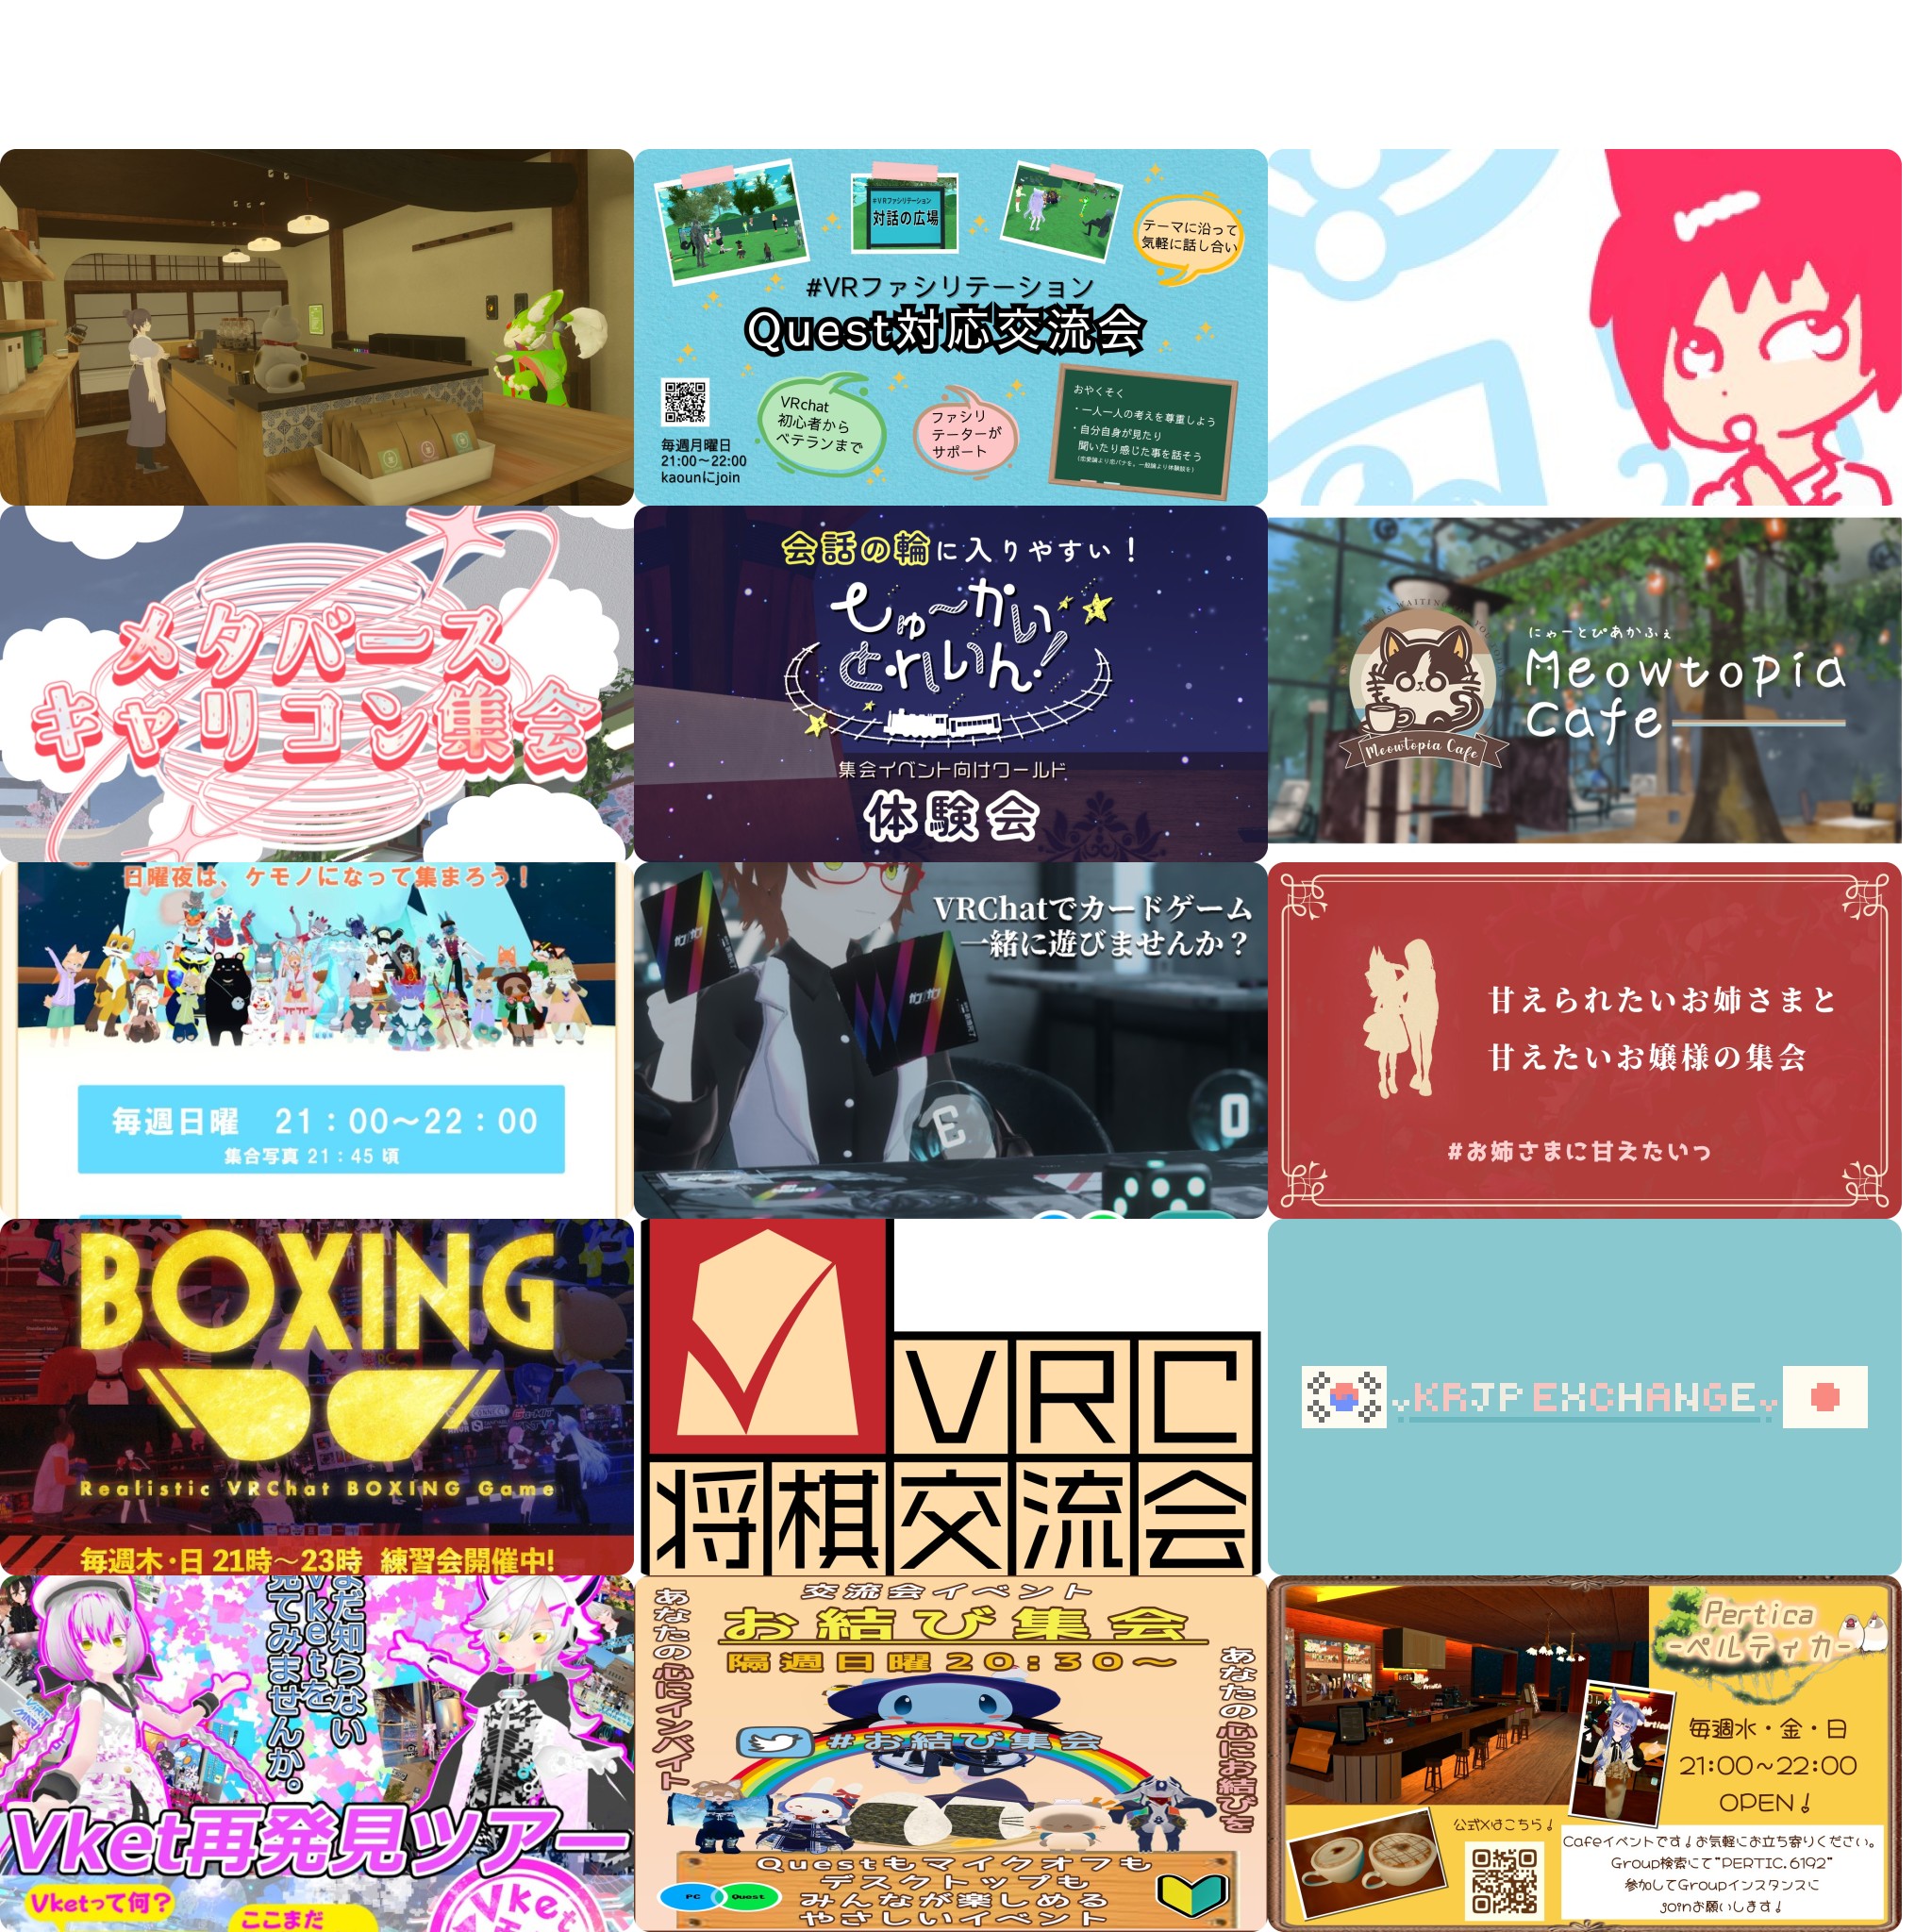 #VRファシリテーション
対話の広場
テーマに沿って
気軽に話し合い
#VRファシリテーション
Quest対応交流会
VRchat
初心者から
ベテランまで
ファシリ
テーターが
サポート
おやくそく
・一人一人の考えを尊重しよう
・自分自身が見たり
聞いたり感じた事を話そう
毎週月曜日
21:00~22:00
kaounにjoin
メタバース
キャリコン集会
会話の輪に入りやすい!
しゅ~かい
とれいん!
集会イベント向けワールド
体験会
にゃーとぴあかふぇ
Meowtopia
Cafe
Meowtopia Cafe
日曜夜は、ケモノになって集まろう!
毎週日曜 21:00~22:00
集合写真 21:45 頃
VRChatでカードゲーム
一緒に遊びませんか?
甘えられたいお姉さまと
甘えたいお嬢様の集会
#お姉さまに甘えたいっ
BOXING
Realistic VRChat BOXING Game
毎週木・日 21時~23時 練習会開催中!
VRC
将棋交流会
KRJP EXCHANGE
まだ知らない
Vketを
見てみませんか。
Vket再発見ツアー
Vketって何?
ここまだ
交流会イベント
お結び集会
隔週日曜20:30~
あなたの心にインバイト
あなたの心にお結びを
#お結び集会
Questもマイクオフも
デスクトップも
みんなが楽しめる
やさしいイベント
PC
Quest
Pertica
-ペルティカ-
毎週水・金・日
21:00~22:00
OPEN!
公式Xはこちら!
Cafeイベントです!お気軽にお立ち寄りください。
Group検索にて"PERTIC.6192"
参加してGroupインスタンスに
joinお願いします!